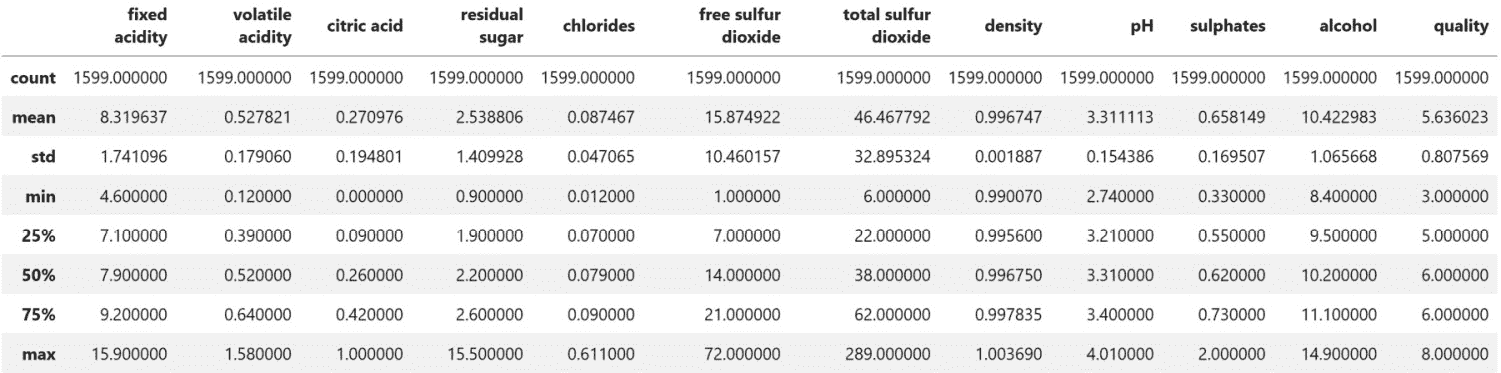 fixed acidity volatile acidity citric acid residual sugar chlorides free sulfur dioxide total sulfur dioxide density pH sulphates alcohol quality
count 1599.000000 1599.000000 1599.000000 1599.000000 1599.000000 1599.000000 1599.000000 1599.000000 1599.000000 1599.000000 1599.000000 1599.000000
mean 8.319637 0.527821 0.270976 2.538806 0.087467 15.874922 46.467792 0.996747 3.311113 0.658149 10.422983 5.636023
std 1.741096 0.179060 0.194801 1.409928 0.047065 10.460157 32.895324 0.001887 0.154386 0.169507 1.065668 0.807569
min 4.600000 0.120000 0.000000 0.900000 0.012000 1.000000 6.000000 0.990070 2.740000 0.330000 8.400000 3.000000
25% 7.100000 0.390000 0.090000 1.900000 0.070000 7.000000 22.000000 0.995600 3.210000 0.550000 9.500000 5.000000
50% 7.900000 0.520000 0.260000 2.200000 0.079000 14.000000 38.000000 0.996750 3.310000 0.620000 10.200000 6.000000
75% 9.200000 0.640000 0.420000 2.600000 0.090000 21.000000 62.000000 0.997835 3.400000 0.730000 11.100000 6.000000
max 15.900000 1.580000 1.000000 15.500000 0.611000 72.000000 289.000000 1.003690 4.010000 2.000000 14.900000 8.000000